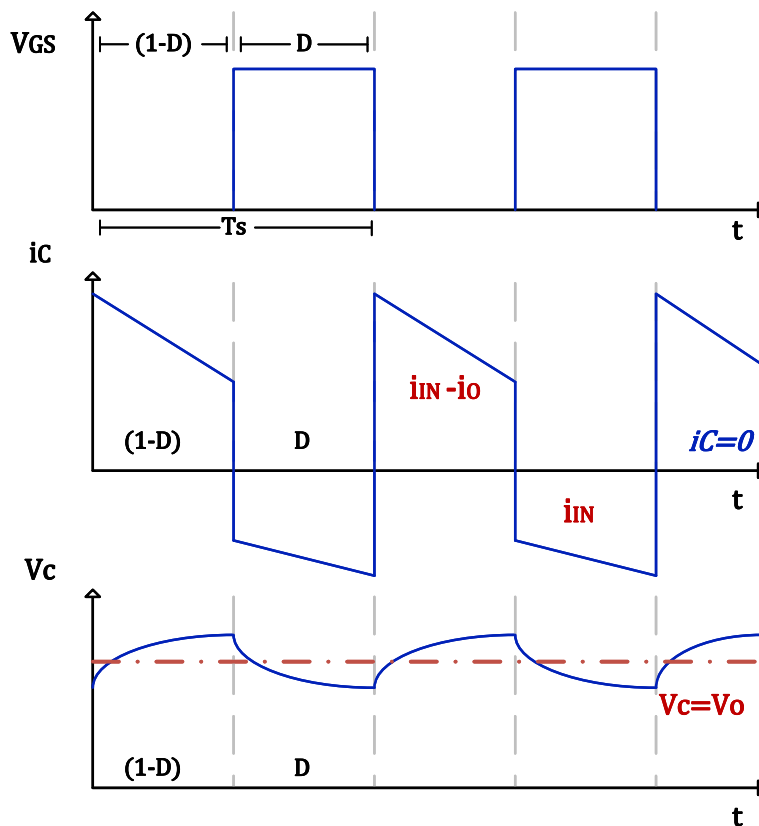 VGS
(1-D)
D
Ts
t
iC
iIN -iO
(1-D)
D
iC=0
t
iIN
Vc
Vc=Vo
(1-D)
D
t